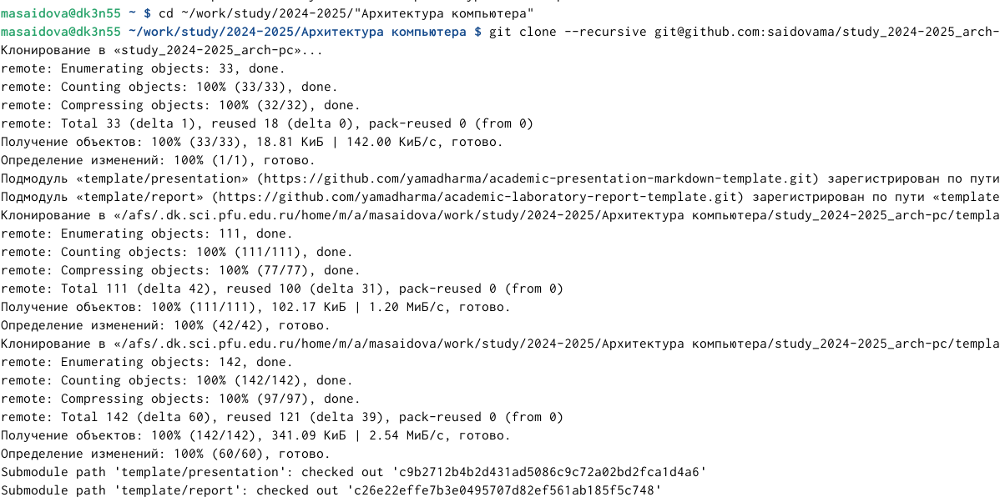 masaidova@dk3n55 ~ $ cd ~/work/study/2024-2025/"Архитектура компьютера"
masaidova@dk3n55 ~/work/study/2024-2025/Архитектура компьютера $ git clone --recursive git@github.com:saidovama/study_2024-2025_arch-
Клонирование в «study_2024-2025_arch-pc»...
remote: Enumerating objects: 33, done.
remote: Counting objects: 100% (33/33), done.
remote: Compressing objects: 100% (32/32), done.
remote: Total 33 (delta 1), reused 18 (delta 0), pack-reused 0 (from 0)
Получение объектов: 100% (33/33), 18.81 КиБ | 142.00 КиБ/с, готово.
Определение изменений: 100% (1/1), готово.
Подмодуль «template/presentation» (https://github.com/yamadharma/academic-presentation-markdown-template.git) зарегистрирован по пути
Подмодуль «template/report» (https://github.com/yamadharma/academic-laboratory-report-template.git) зарегистрирован по пути «template
Клонирование в «/afs/.dk.sci.pfu.edu.ru/home/m/a/masaidova/work/study/2024-2025/Архитектура компьютера/study_2024-2025_arch-pc/templa
remote: Enumerating objects: 111, done.
remote: Counting objects: 100% (111/111), done.
remote: Compressing objects: 100% (77/77), done.
remote: Total 111 (delta 42), reused 100 (delta 31), pack-reused 0 (from 0)
Получение объектов: 100% (111/111), 102.17 КиБ | 1.20 МиБ/с, готово.
Определение изменений: 100% (42/42), готово.
Клонирование в «/afs/.dk.sci.pfu.edu.ru/home/m/a/masaidova/work/study/2024-2025/Архитектура компьютера/study_2024-2025_arch-pc/templa
remote: Enumerating objects: 142, done.
remote: Counting objects: 100% (142/142), done.
remote: Compressing objects: 100% (97/97), done.
remote: Total 142 (delta 60), reused 121 (delta 39), pack-reused 0 (from 0)
Получение объектов: 100% (142/142), 341.09 КиБ | 2.54 МиБ/с, готово.
Определение изменений: 100% (60/60), готово.
Submodule path 'template/presentation': checked out 'c9b2712b4b2d431ad5086c9c72a02bd2fca1d4a6'
Submodule path 'template/report': checked out 'c26e22effe7b3e0495707d82ef561ab185f5c748'